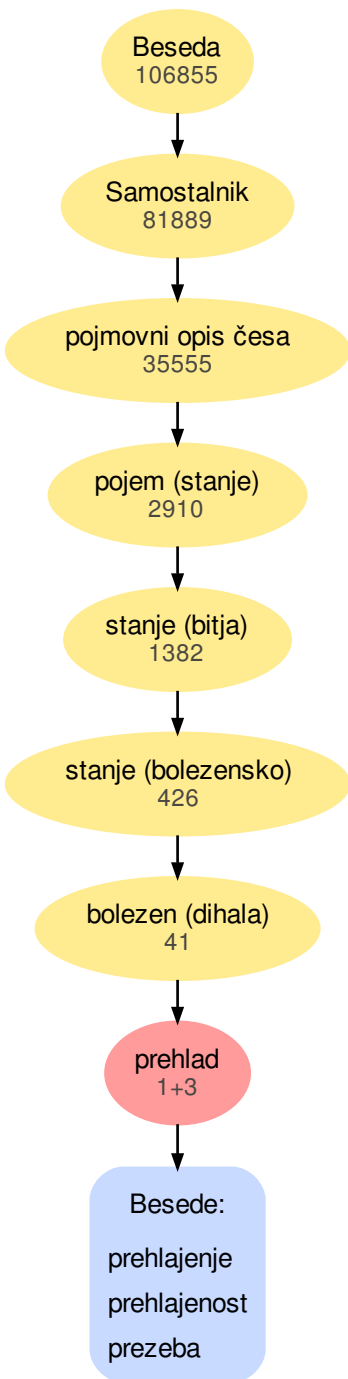 Beseda
106855
Samostalnik
81889
pojmovni opis česa
35555
pojem (stanje)
2910
stanje (bitja)
1382
stanje (bolezensko)
426
bolezen (dihala)
41
prehlad
1+3
Besede:
prehlajenje
prehlajenost
prezeba